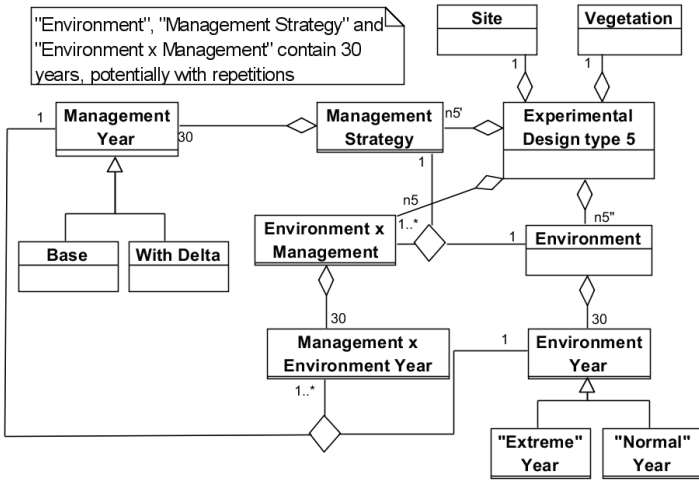 "Environment", "Management Strategy" and
"Environment x Management" contain 30
years, potentially with repetitions
Site
Vegetation
1
1
1
Management
Year
30
Management
Strategy
n5'
Experimental
Design type 5
1
n5
1..*
n5"
Base
With Delta
Environment x
Management
1
Environment
30
30
Management x
Environment Year
1
Environment
Year
1..*
"Extreme"
Year
"Normal"
Year